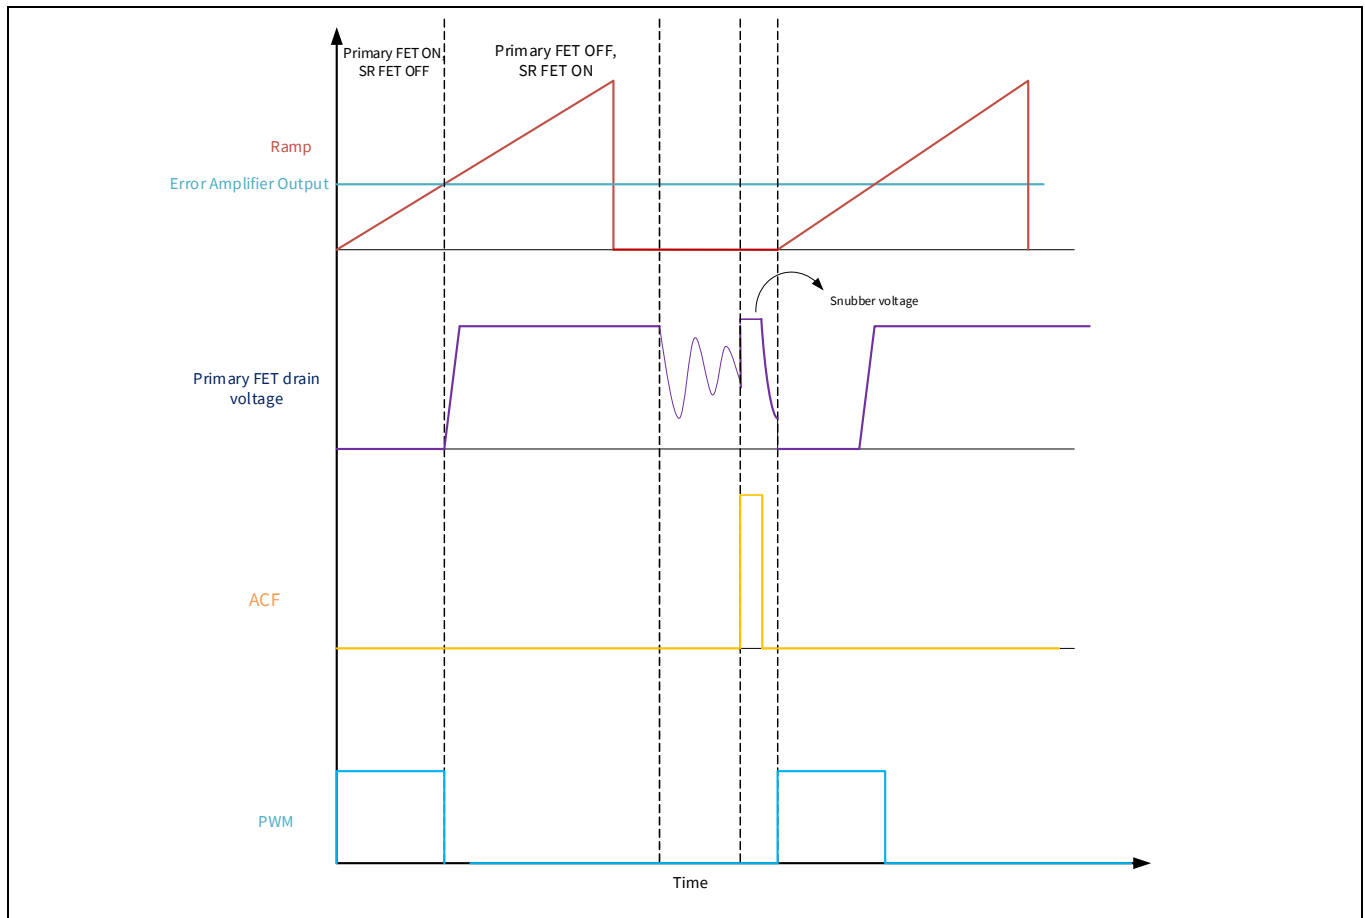 Primary FET ON,
SR FET OFF
Primary FET OFF,
SR FET ON
Ramp
Error Amplifier Output
Snubber voltage
Primary FET drain
voltage
ACF
PWM
Time